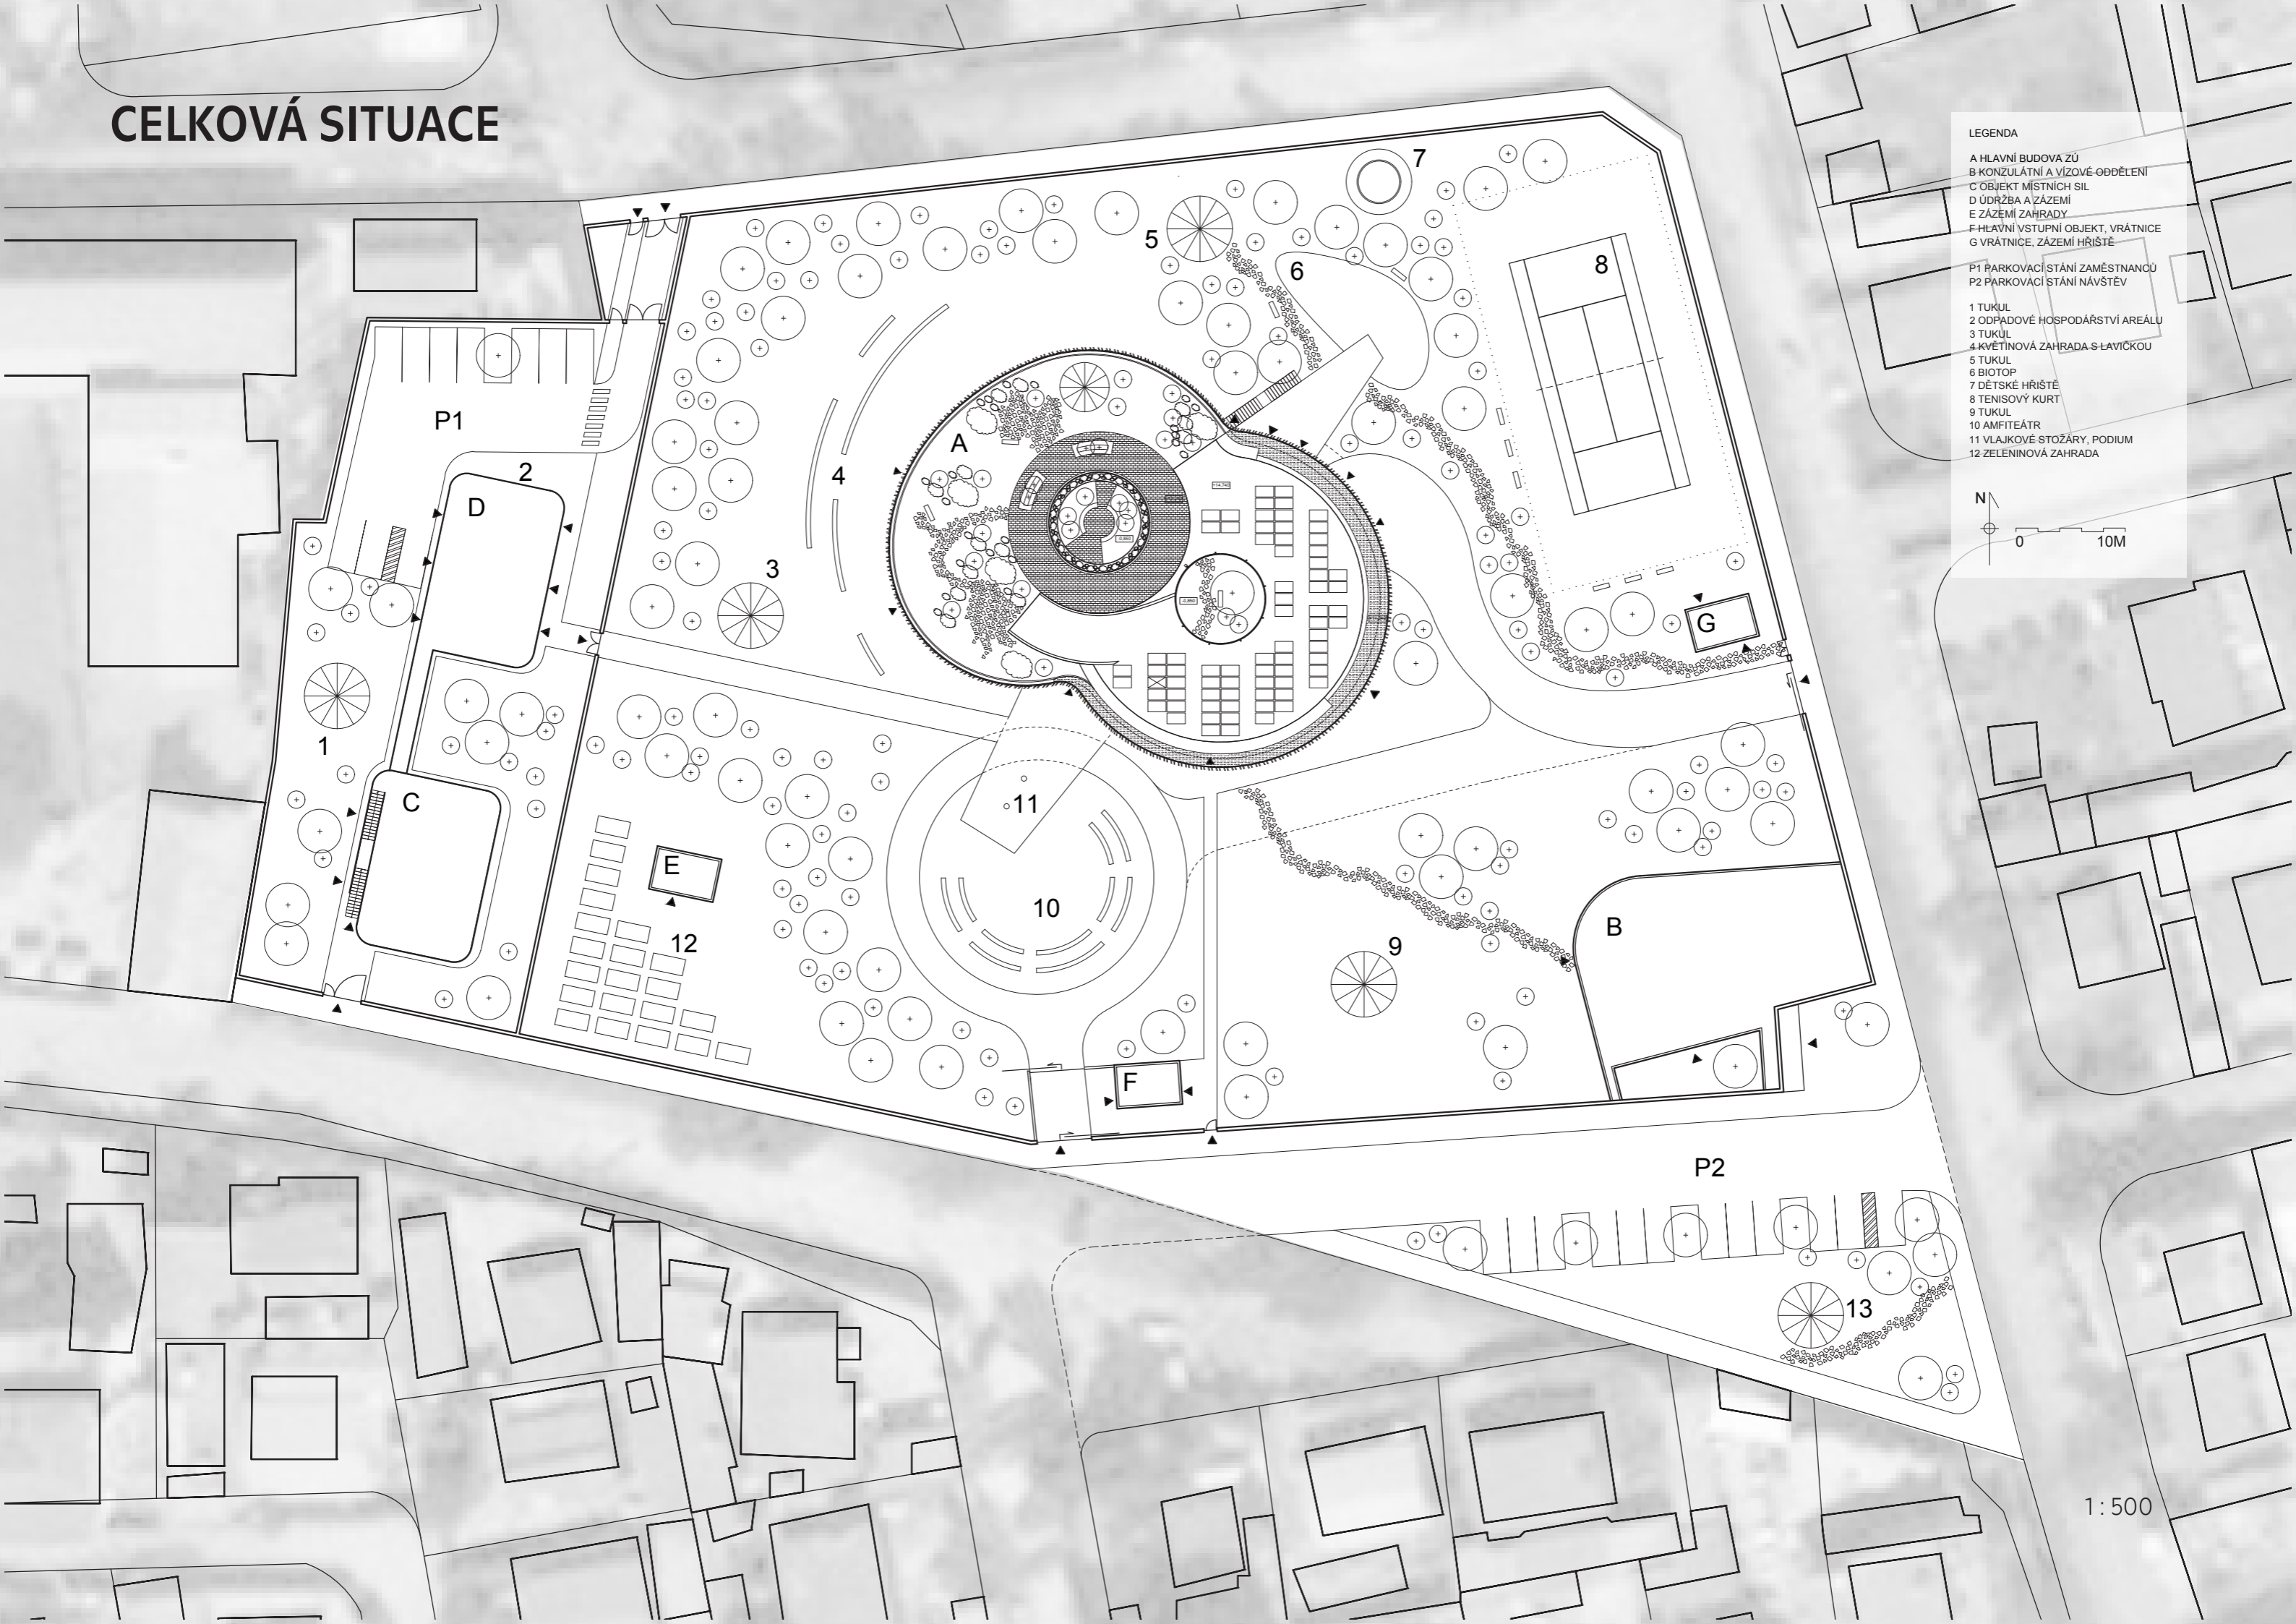 CELKOVÁ SITUACE
LEGENDA
A HLAVNÍ BUDOVA ZÚ
B KONZULÁTNÍ A VÍZOVÉ ODDĚLENÍ
C OBJEKT MÍSTNÍCH SIL
D ÚDRŽBA A ZÁZEMÍ
E ZÁZEMÍ ZAHRADY
F HLAVNÍ VSTUPNÍ OBJEKT, VRÁTNICE
G VRÁTNICE, ZÁZEMÍ HŘIŠTĚ
P1 PARKOVACÍ STÁNÍ ZAMĚSTNANCŮ
P2 PARKOVACÍ STÁNÍ NÁVŠTĚV
1 TUKUL
2 ODPADOVÉ HOSPODÁŘSTVÍ AREÁLU
3 TUKUL
4 KVĚTINOVÁ ZAHRADA S LAVIČKOU
5 TUKUL
6 BIOTOP
7 DĚTSKÉ HŘIŠTĚ
8 TENISOVÝ KURT
9 TUKUL
10 AMFITEÁTR
11 VLAJKOVÉ STOŽÁRY, PODIUM
12 ZELENINOVÁ ZAHRADA
N
0 10M
7
5
6
8
P1
A
2
4
D
3
G
1
C
11
E
10
12
9
B
F
P2
13
1:500